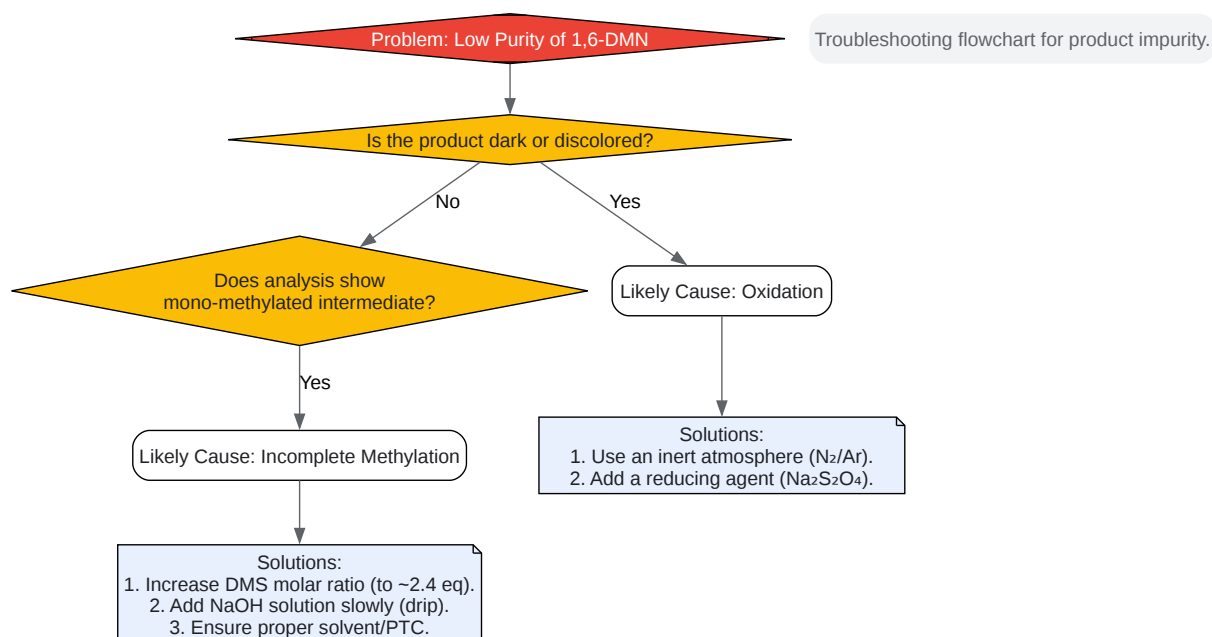 Problem: Low Purity of 1,6-DMN
Troubleshooting flowchart for product impurity.
Is the product dark or discolored?
No
Yes
Does analysis show
mono-methylated intermediate?
Likely Cause: Oxidation
Yes
Solutions:
1. Use an inert atmosphere (N₂/Ar).
2. Add a reducing agent (Na₂S₂O₄).
Likely Cause: Incomplete Methylation
Solutions:
1. Increase DMS molar ratio (to ~2.4 eq).
2. Add NaOH solution slowly (drip).
3. Ensure proper solvent/PTC.